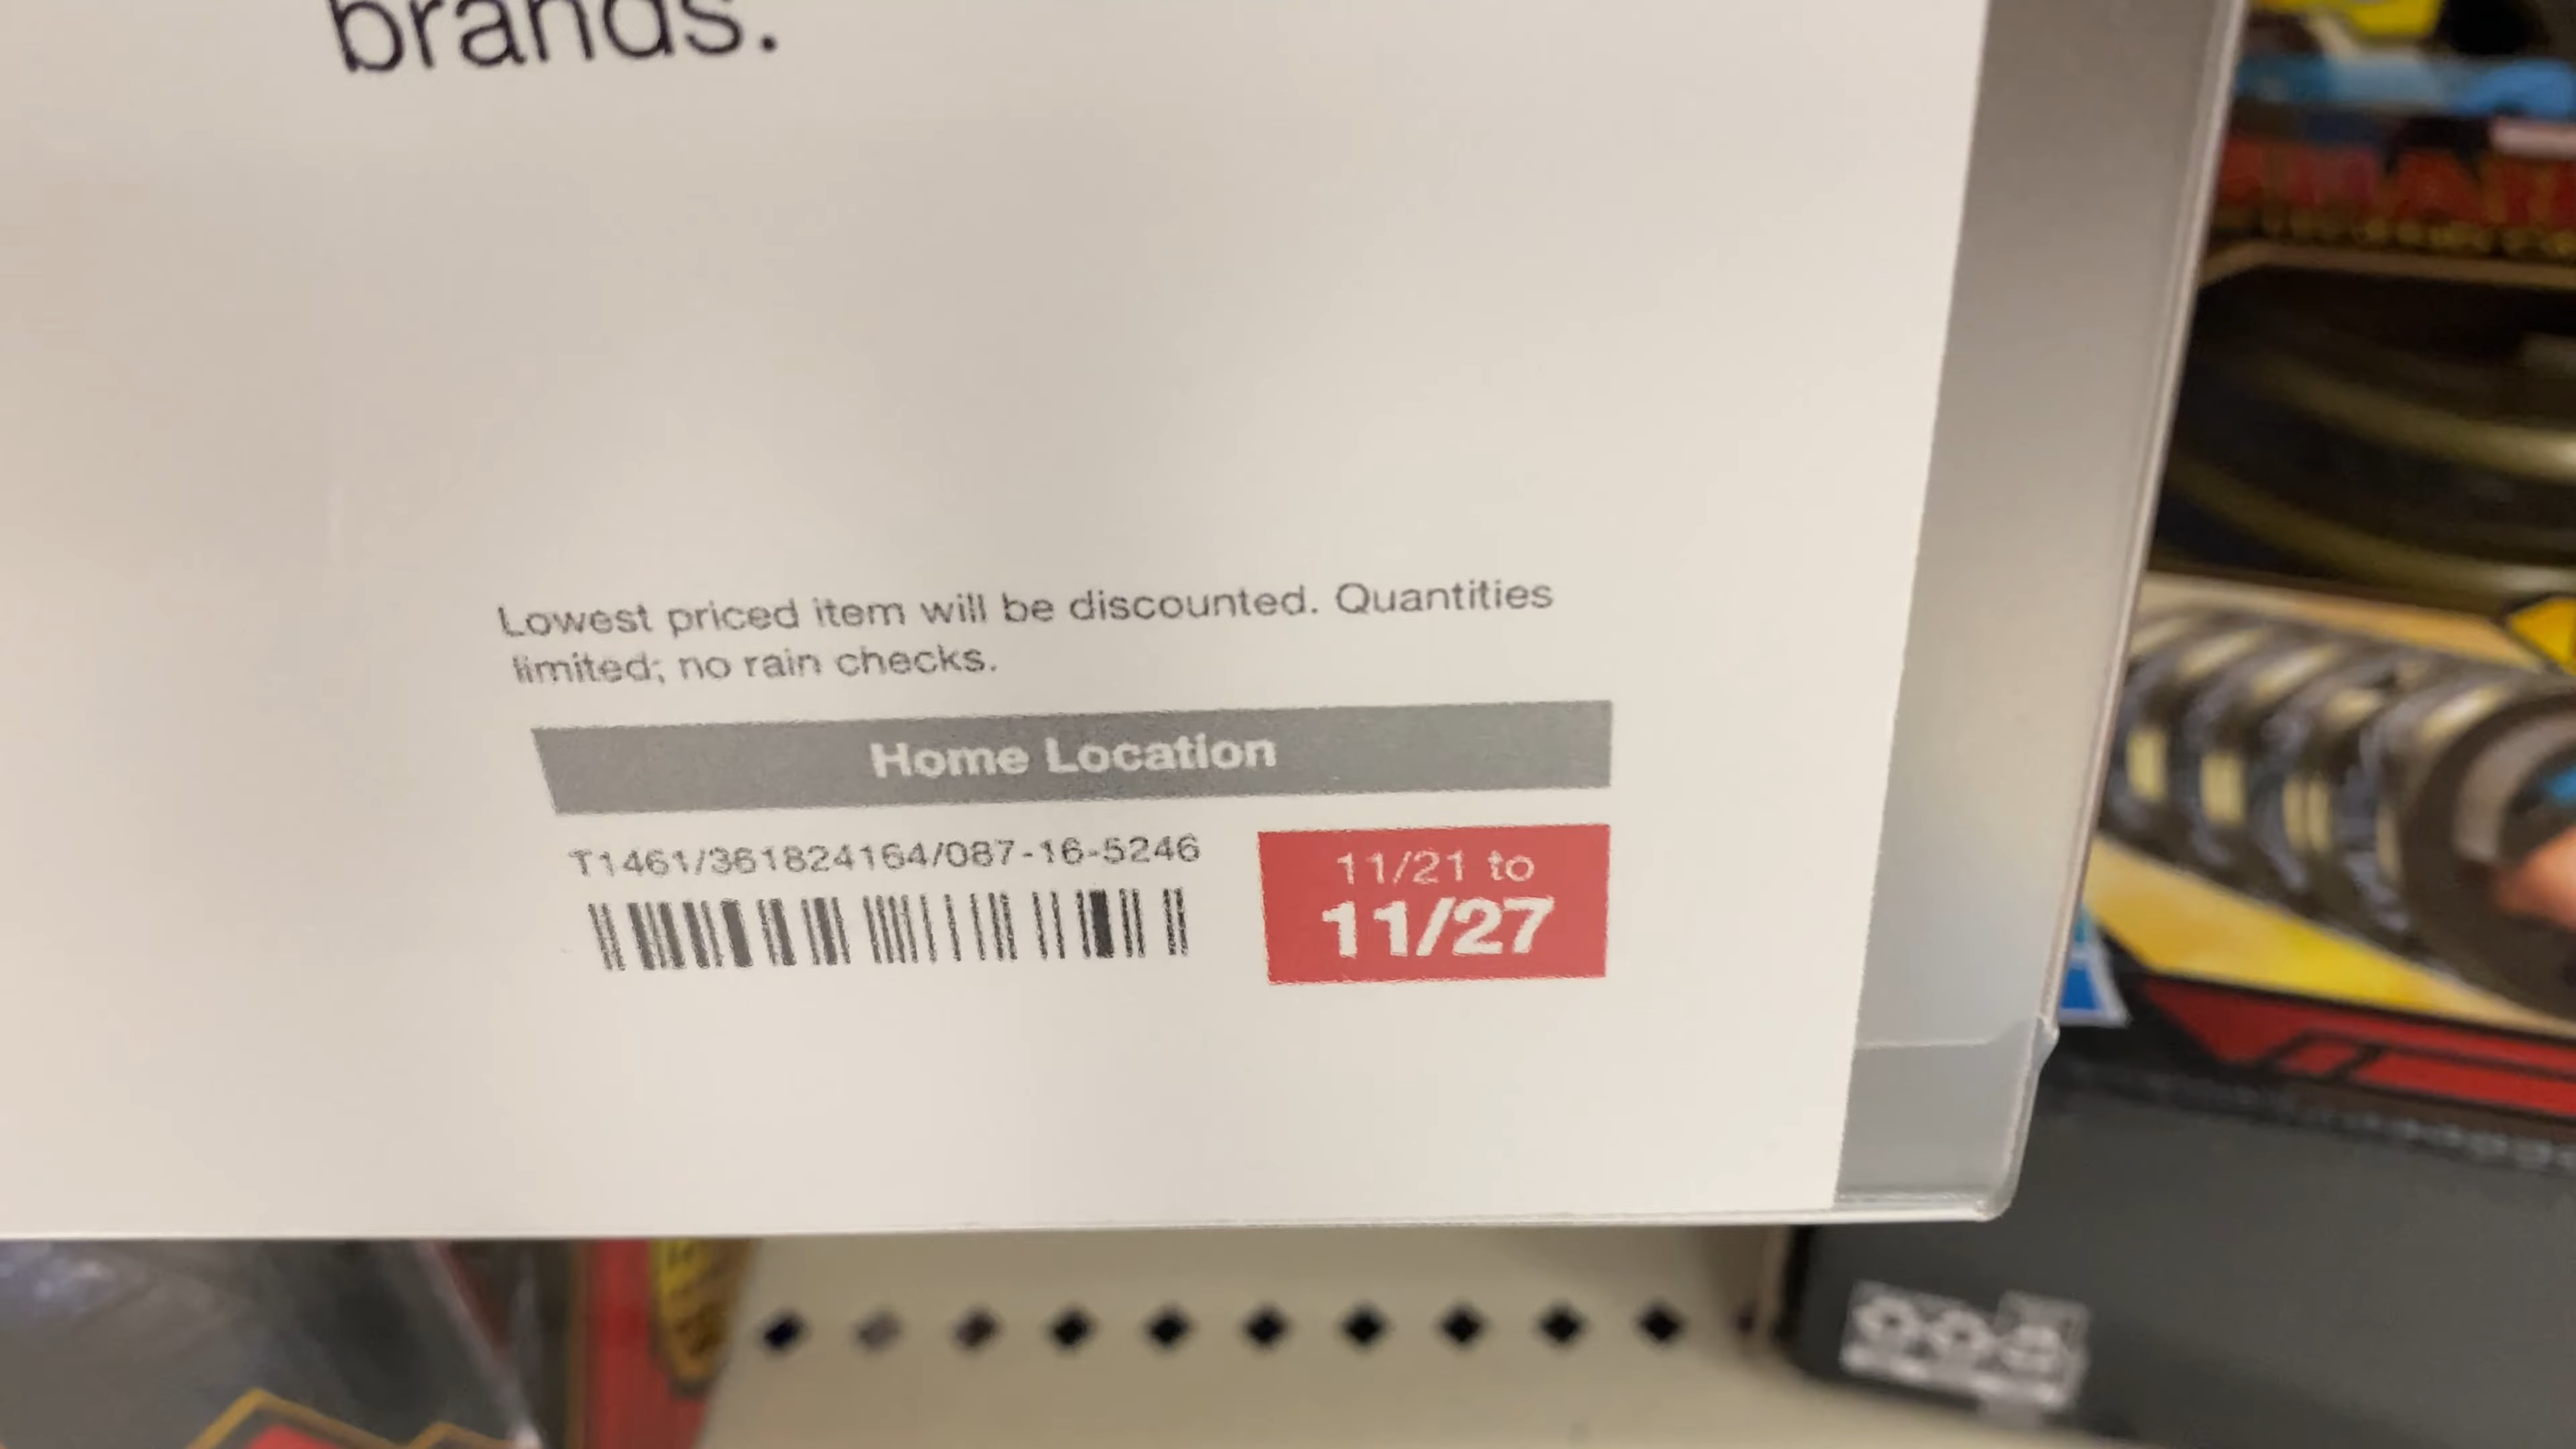 brands.
Lowest priced item will be discounted. Quantities
limited; no rain checks.
Home Location
T1461/361824164/087-16-5246
11/21 to
11/27